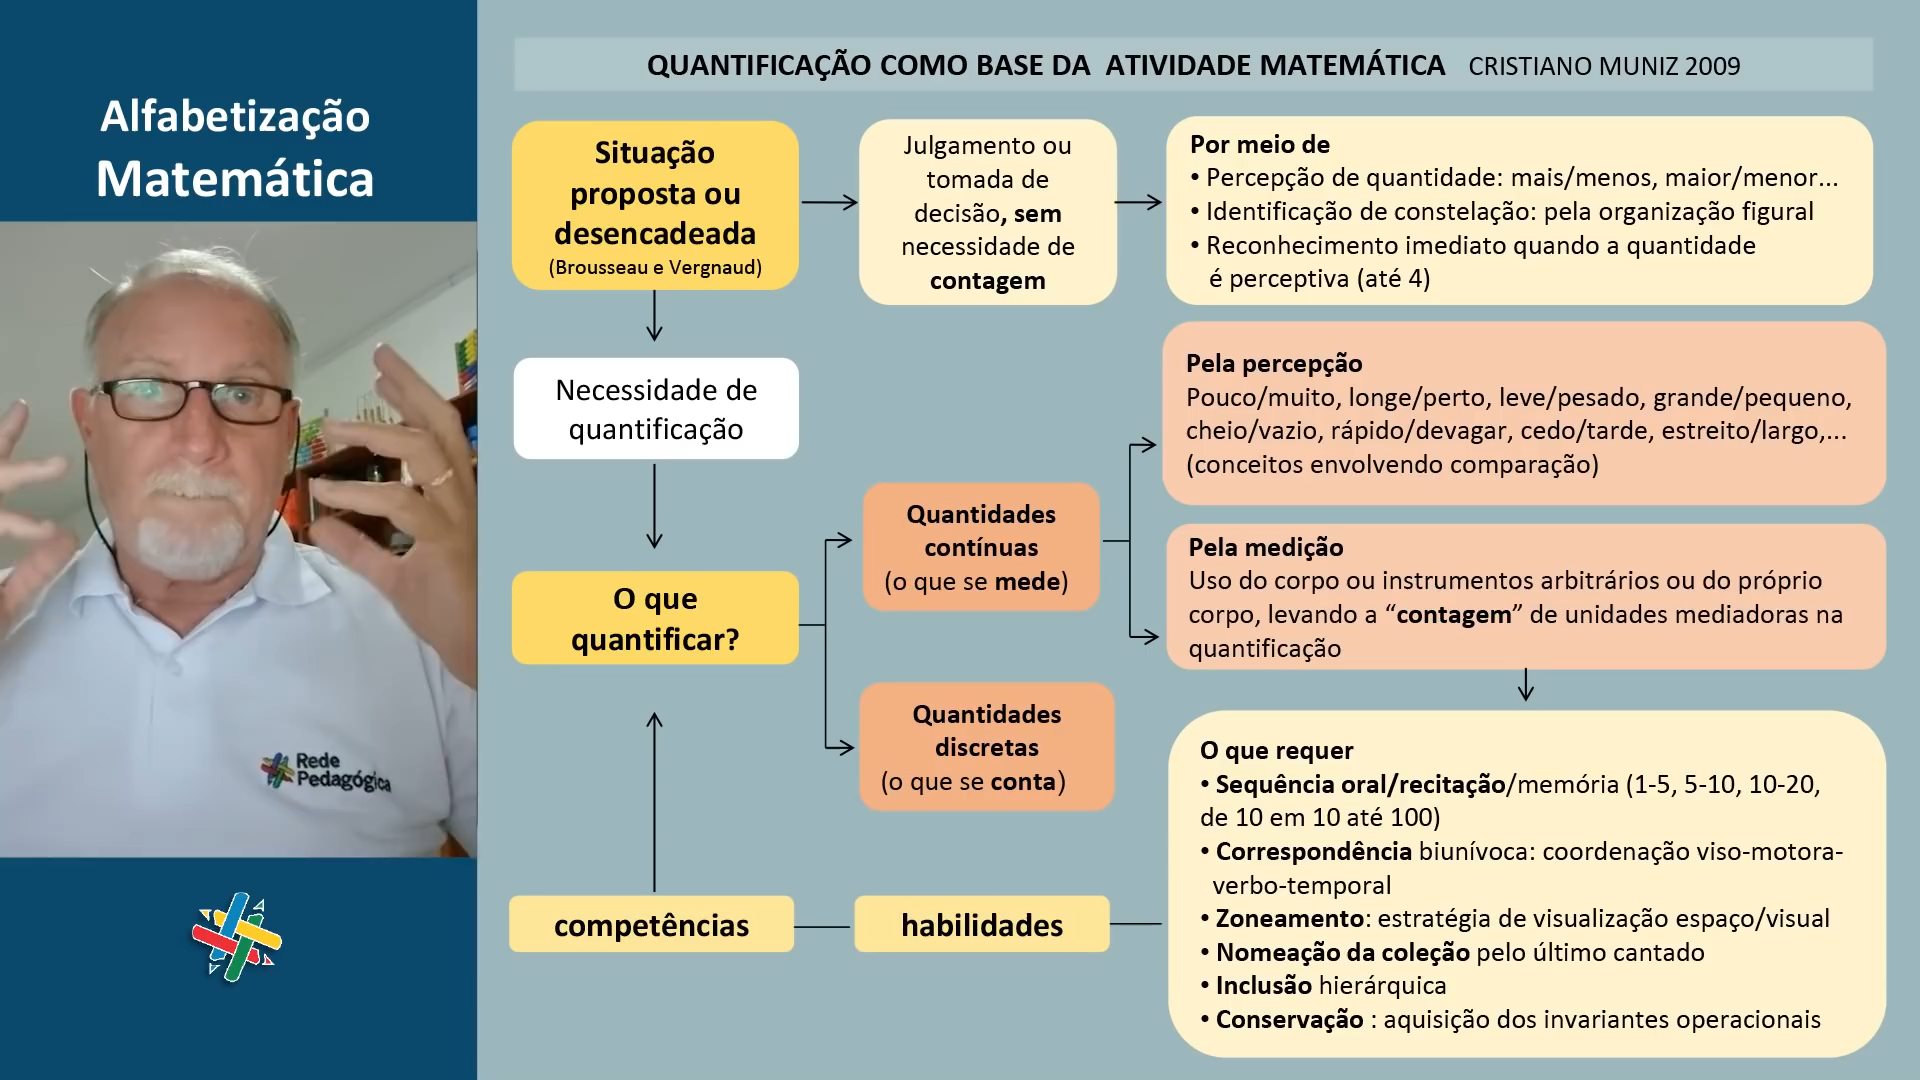 Alfabetização
Matemática
Rede
Pedagógica
QUANTIFICAÇÃO COMO BASE DA ATIVIDADE MATEMÁTICA CRISTIANO MUNIZ 2009
Situação
proposta ou
desencadeada
(Brousseau e Vergnaud)
Julgamento ou
tomada de
decisão, sem
necessidade de
contagem
Por meio de
• Percepção de quantidade: mais/menos, maior/menor...
• Identificação de constelação: pela organização figural
• Reconhecimento imediato quando a quantidade
é perceptiva (até 4)
Necessidade de
quantificação
O que
quantificar?
Quantidades
contínuas
(o que se mede)
Pela percepção
Pouco/muito, longe/perto, leve/pesado, grande/pequeno,
cheio/vazio, rápido/devagar, cedo/tarde, estreito/largo,...
(conceitos envolvendo comparação)
Pela medição
Uso do corpo ou instrumentos arbitrários ou do próprio
corpo, levando a “contagem” de unidades mediadoras na
quantificação
Quantidades
discretas
(o que se conta)
O que requer
• Sequência oral/recitação/memória (1-5, 5-10, 10-20,
de 10 em 10 até 100)
• Correspondência biunívoca: coordenação viso-motora-
verbo-temporal
• Zoneamento: estratégia de visualização espaço/visual
• Nomeação da coleção pelo último cantado
• Inclusão hierárquica
• Conservação : aquisição dos invariantes operacionais
competências
habilidades